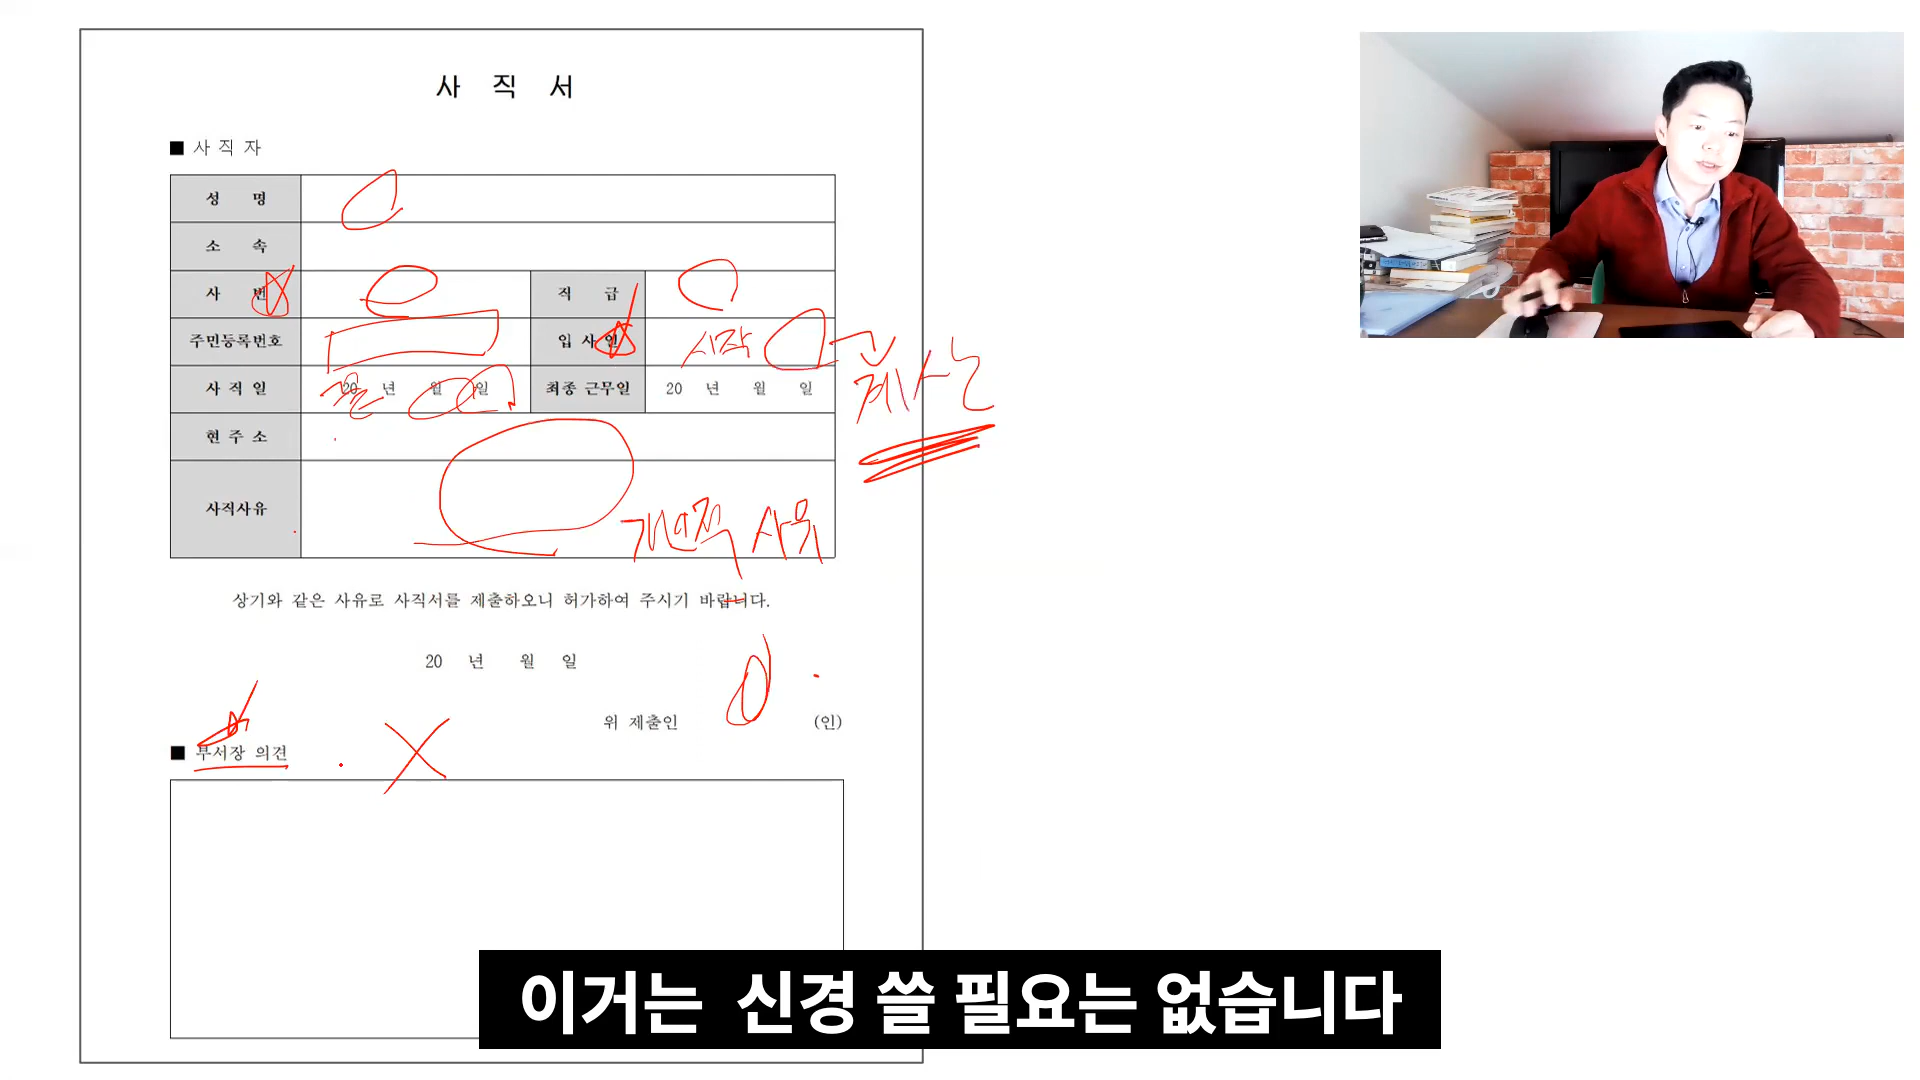 사 직 서
■ 사 직 자
성 명
소 속
사 번 직 급
주민등록번호 입 사 일 시작
사 직 일 20 년 월 일 최종 근무일 20 년 월 일
현 주 소
사직사유
개인적 사유
상기와 같은 사유로 사직서를 제출하오니 허가하여 주시기 바랍니다.
20 년 월 일
위 제출인 (인)
■ 부서장 의견
이거는 신경 쓸 필요는 없습니다